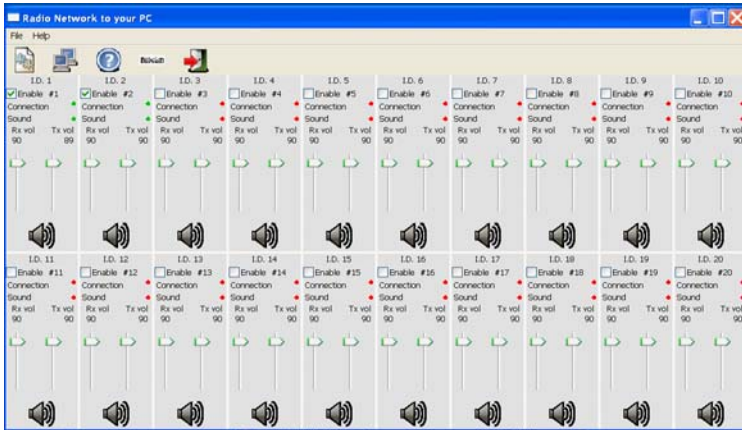 Radio Network to your PC
File Help
I.D. 1 I.D. 2 I.D. 3 I.D. 4 I.D. 5 I.D. 6 I.D. 7 I.D. 8 I.D. 9 I.D. 10
Enable #1 Enable #2 Enable #3 Enable #4 Enable #5 Enable #6 Enable #7 Enable #8 Enable #9 Enable #10
Connection Connection Connection Connection Connection Connection Connection Connection Connection Connection
Sound Sound Sound Sound Sound Sound Sound Sound Sound Sound
Rx vol Tx vol Rx vol Tx vol Rx vol Tx vol Rx vol Tx vol Rx vol Tx vol Rx vol Tx vol Rx vol Tx vol Rx vol Tx vol Rx vol Tx vol Rx vol Tx vol
90 89 90 90 90 90 90 90 90 90 90 90 90 90 90 90 90 90 90 90
I.D. 11 I.D. 12 I.D. 13 I.D. 14 I.D. 15 I.D. 16 I.D. 17 I.D. 18 I.D. 19 I.D. 20
Enable #11 Enable #12 Enable #13 Enable #14 Enable #15 Enable #16 Enable #17 Enable #18 Enable #19 Enable #20
Connection Connection Connection Connection Connection Connection Connection Connection Connection Connection
Sound Sound Sound Sound Sound Sound Sound Sound Sound Sound
Rx vol Tx vol Rx vol Tx vol Rx vol Tx vol Rx vol Tx vol Rx vol Tx vol Rx vol Tx vol Rx vol Tx vol Rx vol Tx vol Rx vol Tx vol Rx vol Tx vol
90 90 90 90 90 90 90 90 90 90 90 90 90 90 90 90 90 90 90 90